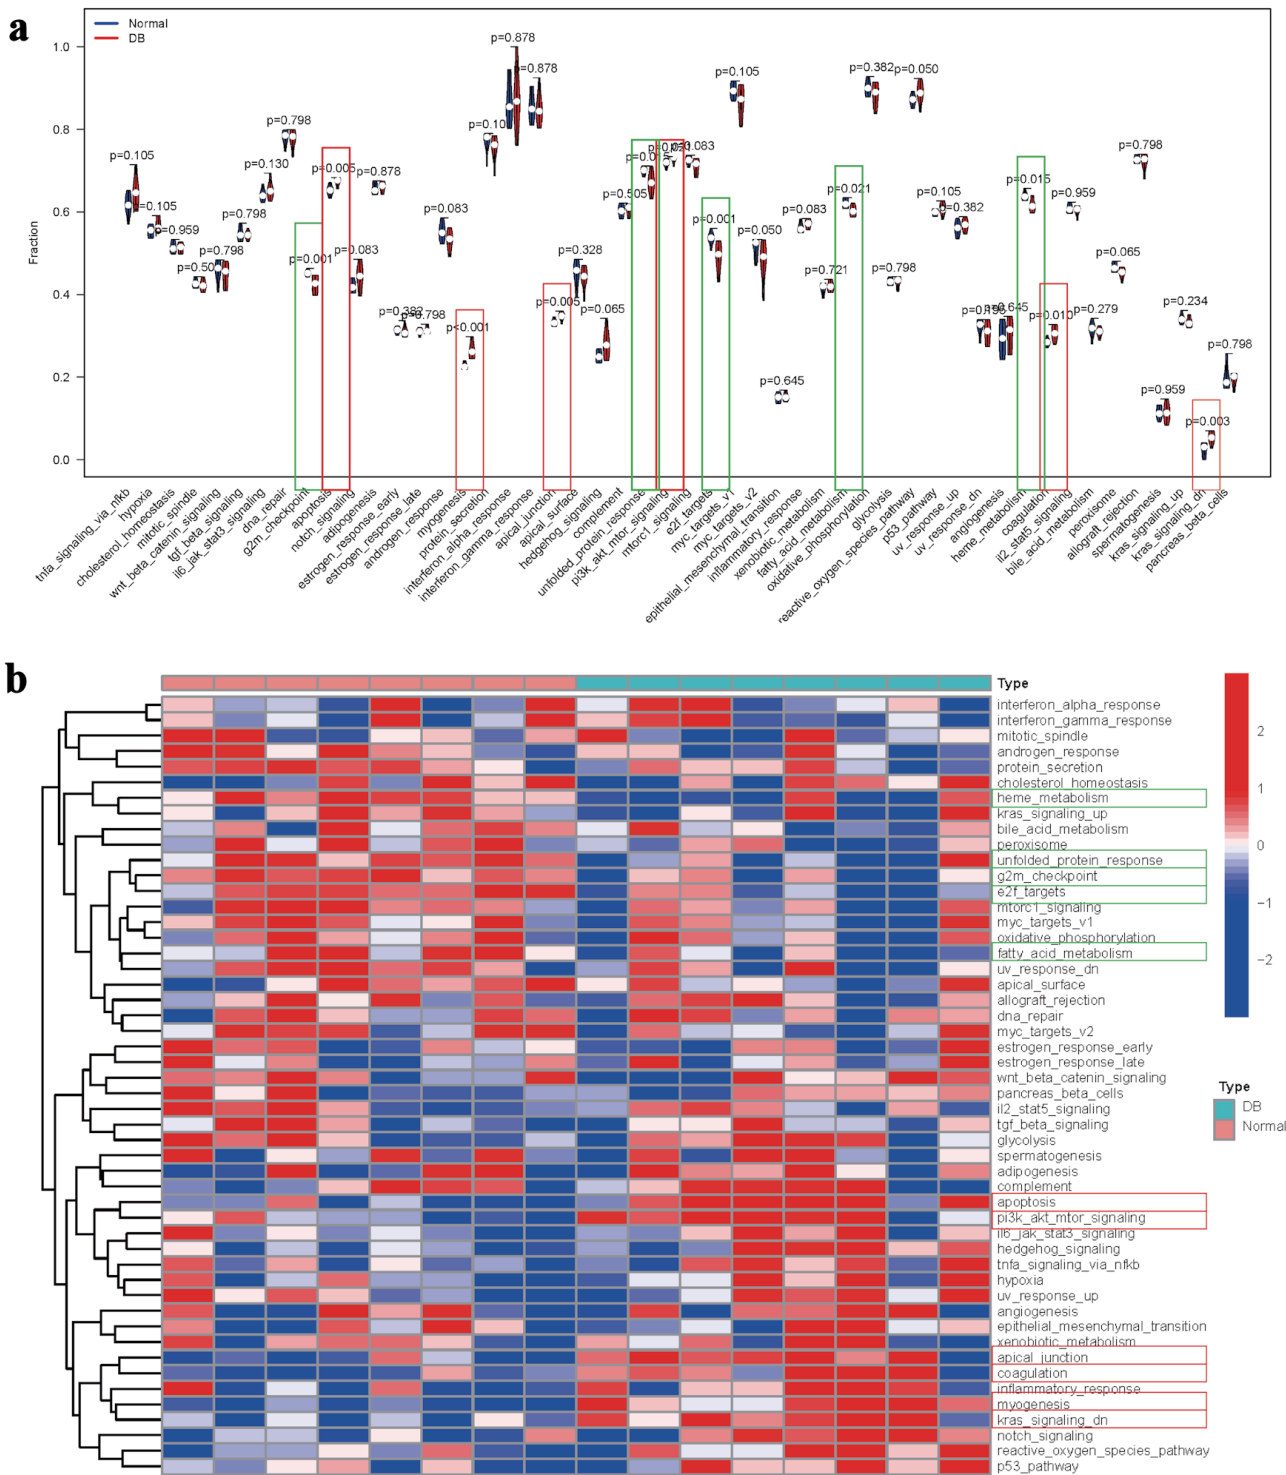 a
Normal
DB
Fraction
1.0
0.8
0.6
0.4
0.2
0.0
p=0.105
p=0.105
p=0.959
p=0.50
p=0.798
p=0.798
p=0.130
p=0.798
p=0.001
p=0.005
p=0.083
p=0.878
p=0.382
p=0.798
p=0.083
p<0.001
p=0.10
p=0.878
p=0.878
p=0.005
p=0.328
p=0.065
p=0.505
p=0.083
p=0.001
p=0.105
p=0.050
p=0.645
p=0.083
p=0.721
p=0.021
p=0.382
p=0.798
p=0.050
p=0.105
p=0.382
p=0.645
p=0.015
p=0.010
p=0.959
p=0.279
p=0.065
p=0.798
p=0.959
p=0.234
p=0.003
p=0.798
tnfa_signaling_via_nfkb
hypoxia
cholesterol_homeostasis
mitotic_spindle
wnt_beta_catenin_signaling
tgf_beta_signaling
il6_jak_stat3_signaling
dna_repair
g2m_checkpoint
apoptosis
notch_signaling
adipogenesis
estrogen_response_early
estrogen_response_late
androgen_response
myogenesis
protein_secretion
interferon_alpha_response
interferon_gamma_response
apical_junction
apical_surface
hedgehog_signaling
complement
unfolded_protein_response
pi3k_akt_mtor_signaling
mtorc1_signaling
e2f_targets
myc_targets_v1
myc_targets_v2
epithelial_mesenchymal_transition
inflammatory_response
xenobiotic_metabolism
fatty_acid_metabolism
oxidative_phosphorylation
glycolysis
reactive_oxygen_species_pathway
p53_pathway
uv_response_up
uv_response_dn
angiogenesis
heme_metabolism
coagulation
il2_stat5_signaling
bile_acid_metabolism
peroxisome
allograft_rejection
spermatogenesis
kras_signaling_up
kras_signaling_dn
pancreas_beta_cells
b
Type
interferon_alpha_response
interferon_gamma_response
mitotic_spindle
androgen_response
protein_secretion
cholesterol_homeostasis
heme_metabolism
kras_signaling_up
bile_acid_metabolism
peroxisome
unfolded_protein_response
g2m_checkpoint
e2f_targets
mtorc1_signaling
myc_targets_v1
oxidative_phosphorylation
fatty_acid_metabolism
uv_response_dn
apical_surface
allograft_rejection
dna_repair
myc_targets_v2
estrogen_response_early
estrogen_response_late
wnt_beta_catenin_signaling
pancreas_beta_cells
il2_stat5_signaling
tgf_beta_signaling
glycolysis
spermatogenesis
adipogenesis
complement
apoptosis
pi3k_akt_mtor_signaling
il6_jak_stat3_signaling
hedgehog_signaling
tnfa_signaling_via_nfkb
hypoxia
uv_response_up
angiogenesis
epithelial_mesenchymal_transition
xenobiotic_metabolism
apical_junction
coagulation
inflammatory_response
myogenesis
kras_signaling_dn
notch_signaling
reactive_oxygen_species_pathway
p53_pathway
2
1
0
−1
−2
Type
DB
Normal